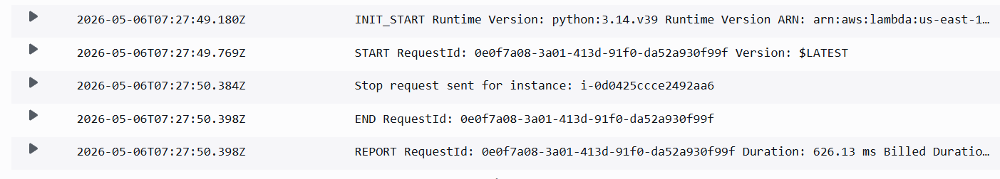 2026-05-06T07:27:49.180Z INIT_START Runtime Version: python:3.14.v39 Runtime Version ARN: arn:aws:lambda:us-east-1…
2026-05-06T07:27:49.769Z START RequestId: 0e0f7a08-3a01-413d-91f0-da52a930f99f Version: $LATEST
2026-05-06T07:27:50.384Z Stop request sent for instance: i-0d0425ccce2492aa6
2026-05-06T07:27:50.398Z END RequestId: 0e0f7a08-3a01-413d-91f0-da52a930f99f
2026-05-06T07:27:50.398Z REPORT RequestId: 0e0f7a08-3a01-413d-91f0-da52a930f99f Duration: 626.13 ms Billed Duratio…